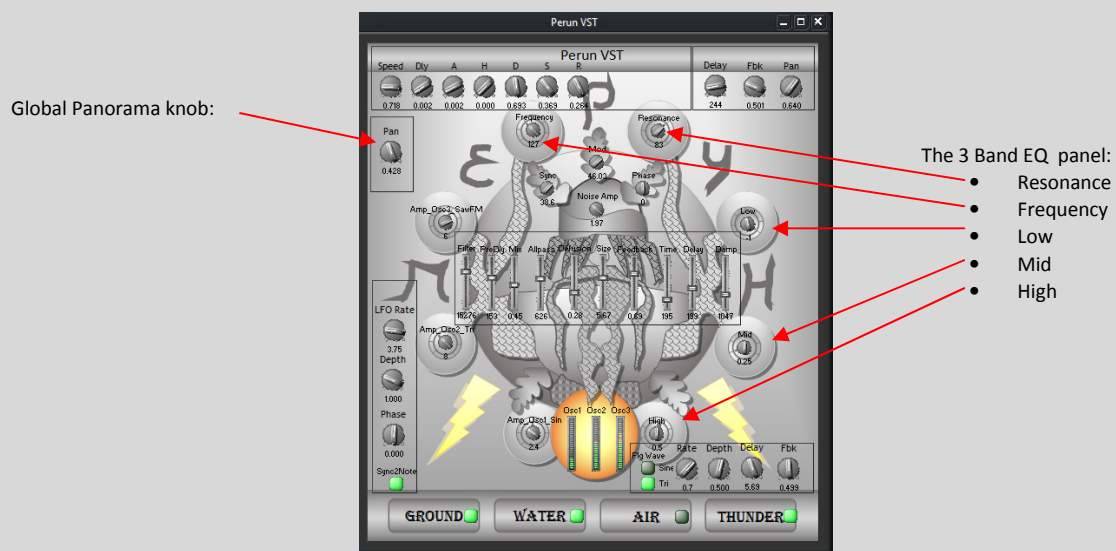 Perun VST
Perun VST
Speed Dly A H D S R
0.718 0.002 0.002 0.000 0.693 0.369 0.264
Delay Fbk Pan
244 0.501 0.640
Global Panorama knob:
Pan
0.428
Frequency
127
Resonance
83
Mod
46.03
Sync
38.6
Phase
0
Noise Amp
1.97
The 3 Band EQ panel:
• Resonance
• Frequency
• Low
• Mid
• High
Amp_Osc3_SavFM
6
Low
-1
Filter PreDly Mix Allpass Defusion Size Feedback Time Delay Damp
153 0.45 626 0.28 5.67 0.69 195 199 1047
LFO Rate
3.75
Depth
1.000
Phase
0.000
Sync2Note
Amp_Osc2_Tri
8
Mid
0.25
Amp_Osc1_Sin
2.4
Osc1 Osc2 Osc3
High
0.5
Flg Wave
Sine
Tri
Rate Depth Delay Fbk
0.7 0.500 5.69 0.499
GROUND WATER AIR THUNDER